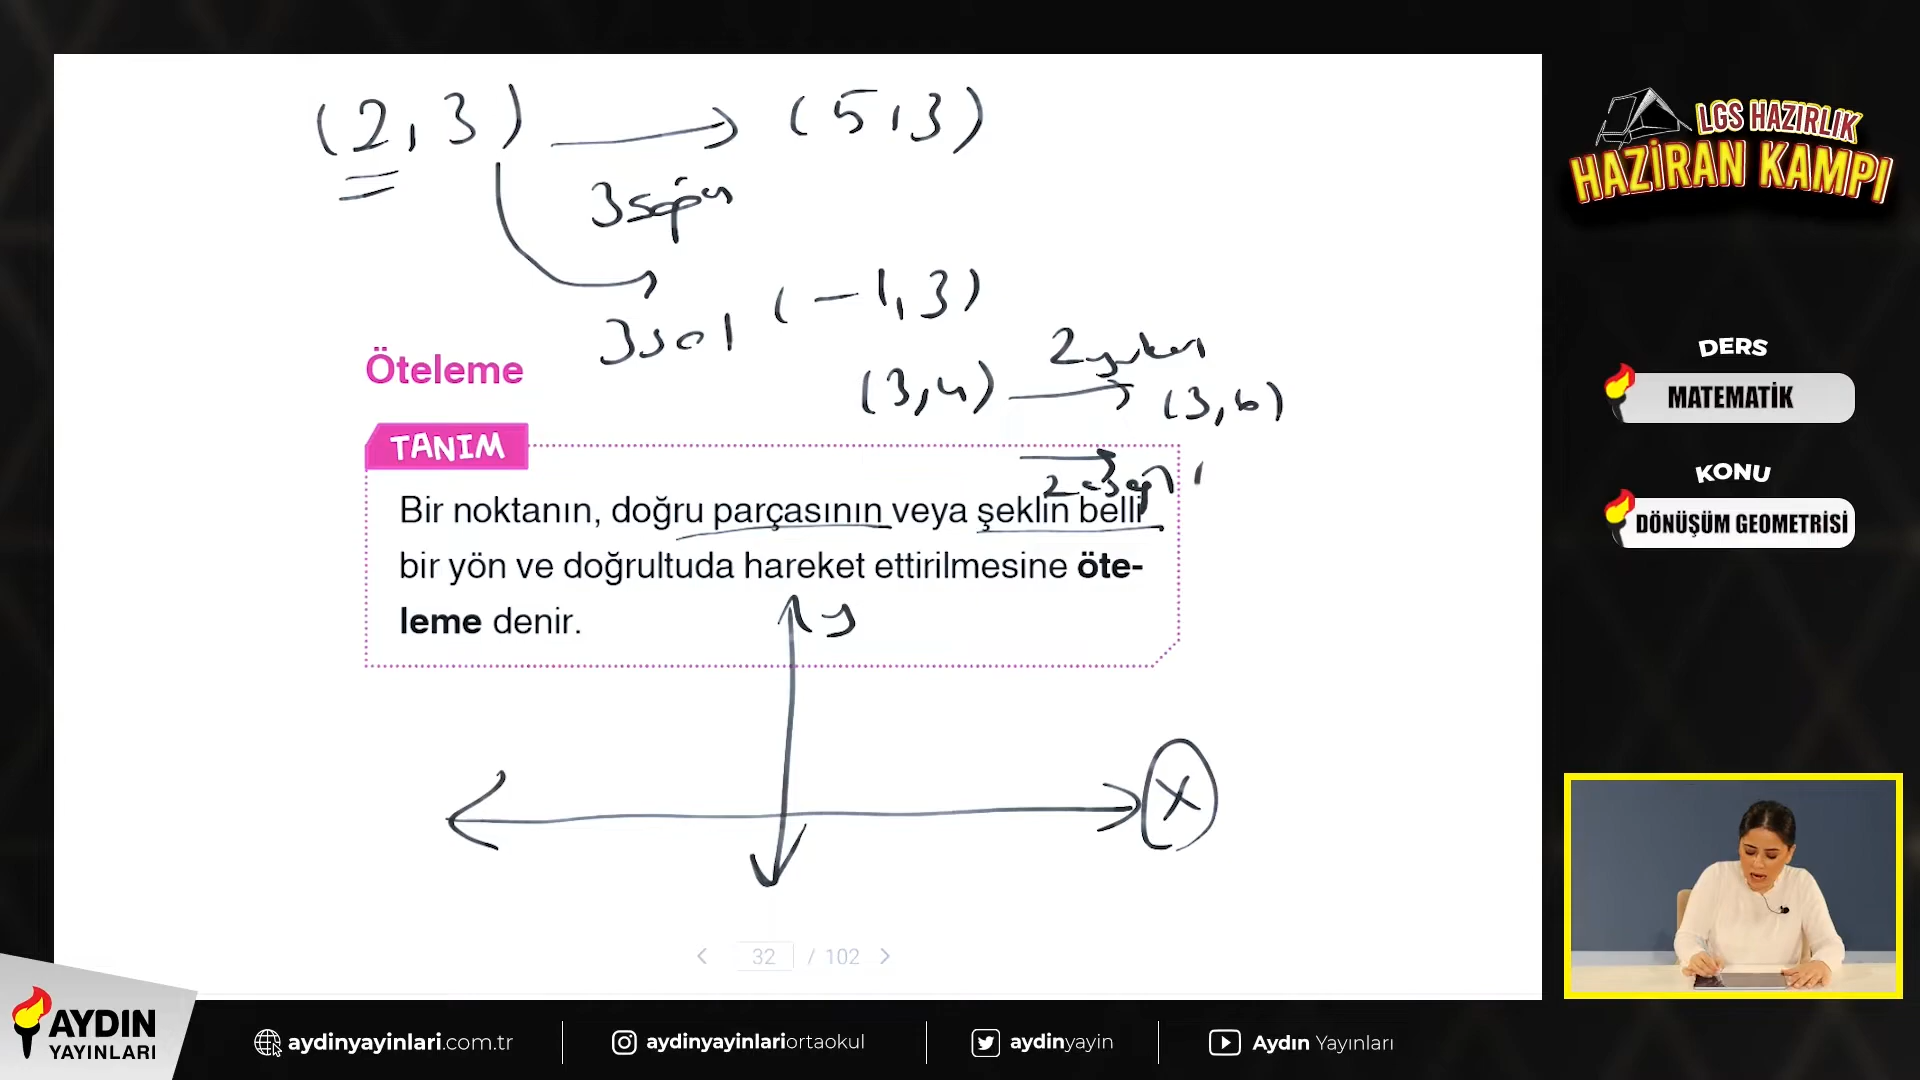 (2,3) → (5,3)
3 sağa
3 sol (-1,3)
2 yukarı
(3,4) → (3,6)
→ (
2 aşağı
Öteleme
TANIM
Bir noktanın, doğru parçasının veya şeklin belli
bir yön ve doğrultuda hareket ettirilmesine öte-
leme denir.
y
x
< 32 / 102 >
LGS HAZIRLIK
HAZİRAN KAMPI
DERS
MATEMATİK
KONU
DÖNÜŞÜM GEOMETRİSİ
AYDIN
YAYINLARI
aydinyayinlari.com.tr
aydinyayinlariortaokul
aydinyayin
Aydın Yayınları